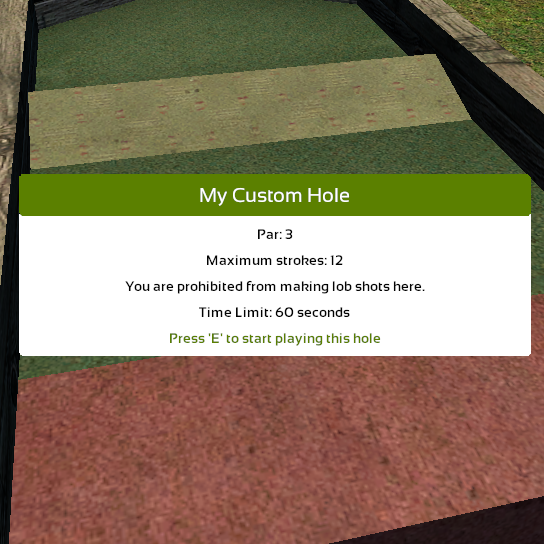 My Custom Hole
Par: 3
Maximum strokes: 12
You are prohibited from making lob shots here.
Time Limit: 60 seconds
Press 'E' to start playing this hole